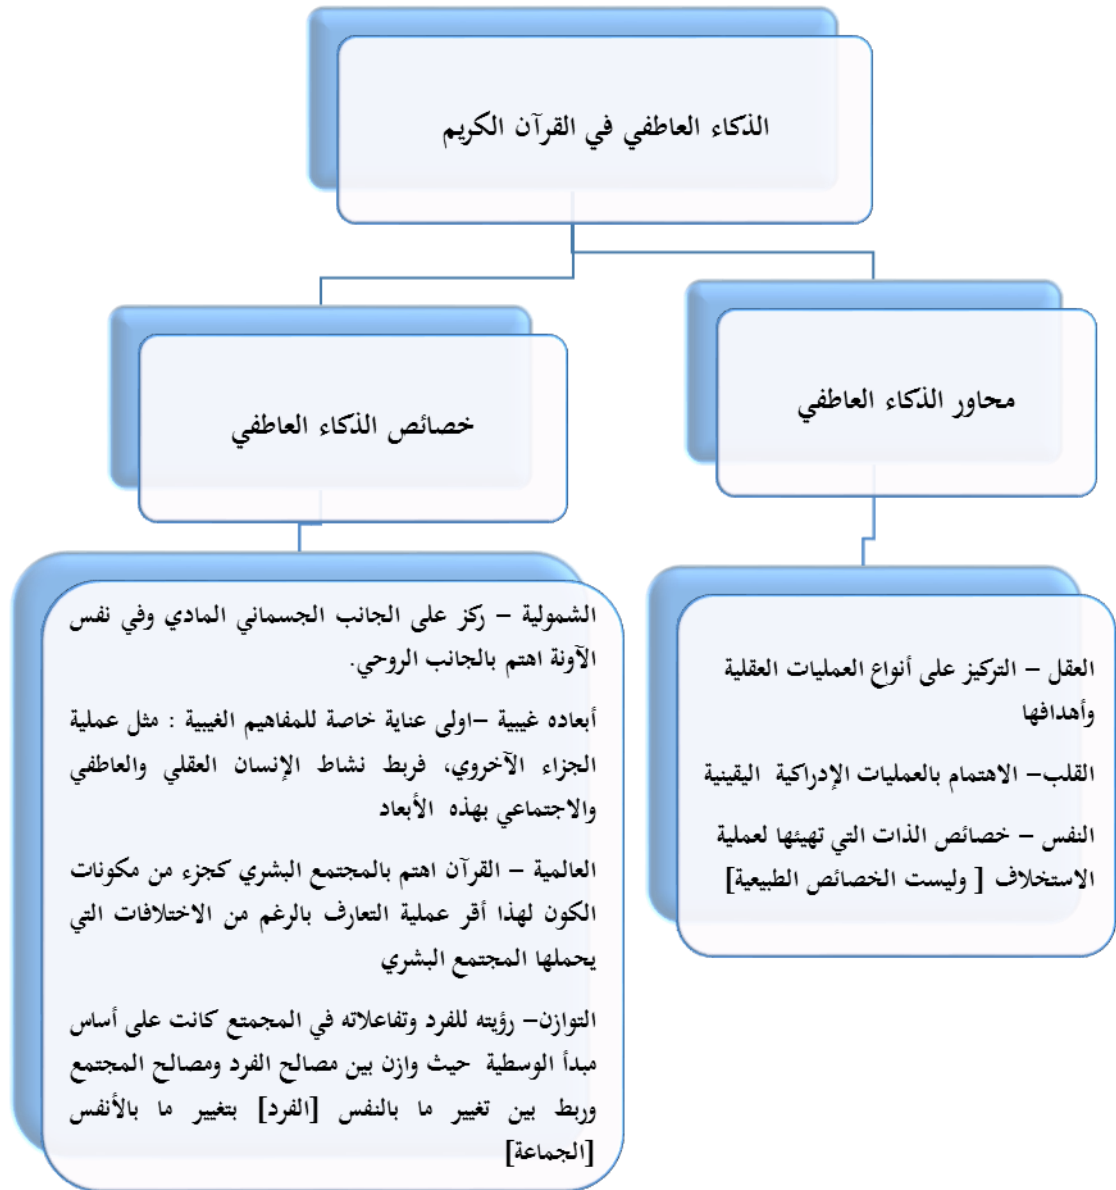 الذكاء العاطفي في القرآن الكريم
محاور الذكاء العاطفي
خصائص الذكاء العاطفي
العقل – التركيز على أنواع العمليات العقلية
وأهدافها
القلب– الاهتمام بالعمليات الإدراكية اليقينية
النفس – خصائص الذات التي تهيئها لعملية
الاستخلاف [ وليست الخصائص الطبيعية]
الشمولية – ركز على الجانب الجسماني المادي وفي نفس
الآونة اهتم بالجانب الروحي.
أبعاده غيبية –اولى عناية خاصة للمفاهيم الغيبية : مثل عملية
الجزاء الآخروي، فربط نشاط الإنسان العقلي والعاطفي
والاجتماعي بهذه الأبعاد
العالمية – القرآن اهتم بالمجتمع البشري كجزء من مكونات
الكون لهذا أقر عملية التعارف بالرغم من الاختلافات التي
يحملها المجتمع البشري
التوازن– رؤيته للفرد وتفاعلاته في المجمتع كانت على أساس
مبدأ الوسطية حيث وازن بين مصالح الفرد ومصالح المجتمع
وربط بين تغيير ما بالنفس [الفرد] بتغيير ما بالأنفس
[الجماعة]